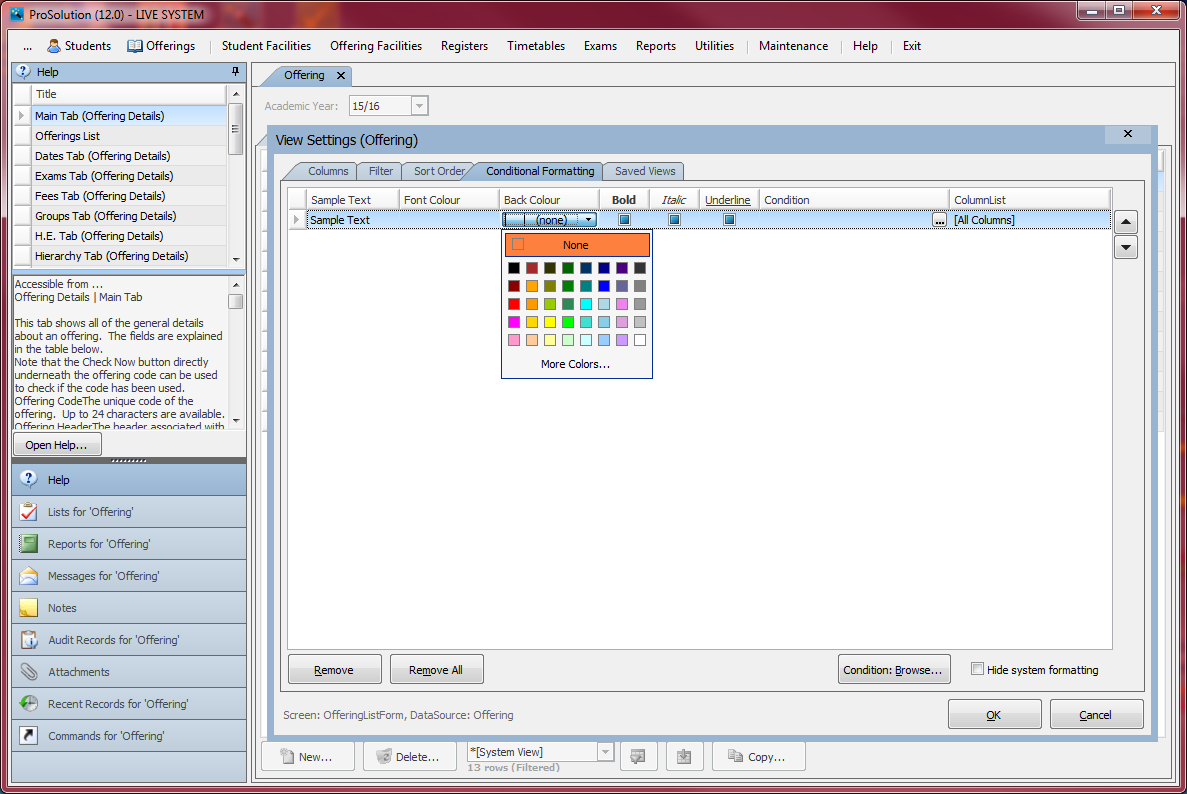 ProSolution (12.0) - LIVE SYSTEM
... Students Offerings Student Facilities Offering Facilities Registers Timetables Exams Reports Utilities Maintenance Help Exit
Help
Title
Main Tab (Offering Details)
Offerings List
Dates Tab (Offering Details)
Exams Tab (Offering Details)
Fees Tab (Offering Details)
Groups Tab (Offering Details)
H.E. Tab (Offering Details)
Hierarchy Tab (Offering Details)
Accessible from ...
Offering Details | Main Tab
This tab shows all of the general details
about an offering.  The fields are explained
in the table below.
Note that the Check Now button directly
underneath the offering code can be used
to check if the code has been used.
Offering CodeThe unique code of the
offering.  Up to 24 characters are available.
Offering HeaderThe header associated with
Open Help...
Help
Lists for 'Offering'
Reports for 'Offering'
Messages for 'Offering'
Notes
Audit Records for 'Offering'
Attachments
Recent Records for 'Offering'
Commands for 'Offering'
Offering
Academic Year: 15/16
View Settings (Offering)
Columns Filter Sort Order Conditional Formatting Saved Views
Sample Text Font Colour Back Colour Bold Italic Underline Condition ColumnList
Sample Text (none) ... [All Columns]
None
More Colors...
Remove Remove All Condition: Browse... Hide system formatting
Screen: OfferingListForm, DataSource: Offering
OK Cancel
New... Delete... *[System View] Copy...
13 rows (Filtered)